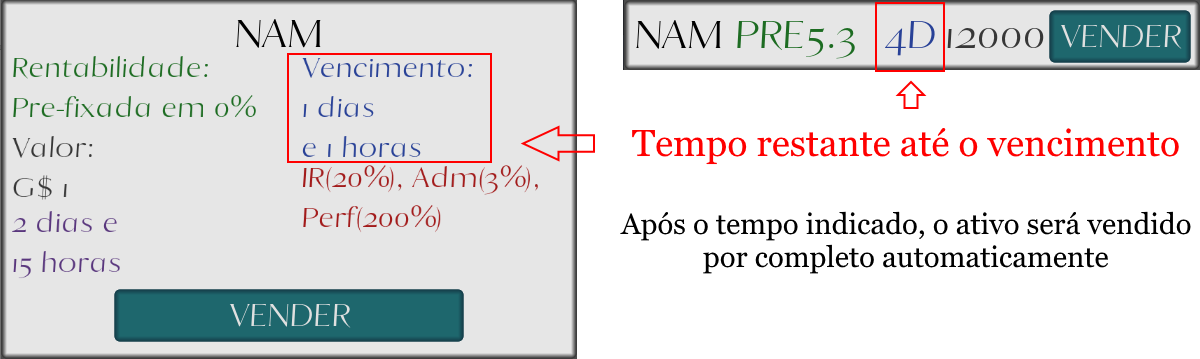 NAM
Rentabilidade:
Pre-fixada em 0%
Valor:
G$ 1
2 dias e
15 horas
Vencimento:
1 dias
e 1 horas
IR(20%), Adm(3%),
Perf(200%)
VENDER
NAM PRE5.3 4D 12000 VENDER
Tempo restante até o vencimento
Após o tempo indicado, o ativo será vendido
por completo automaticamente